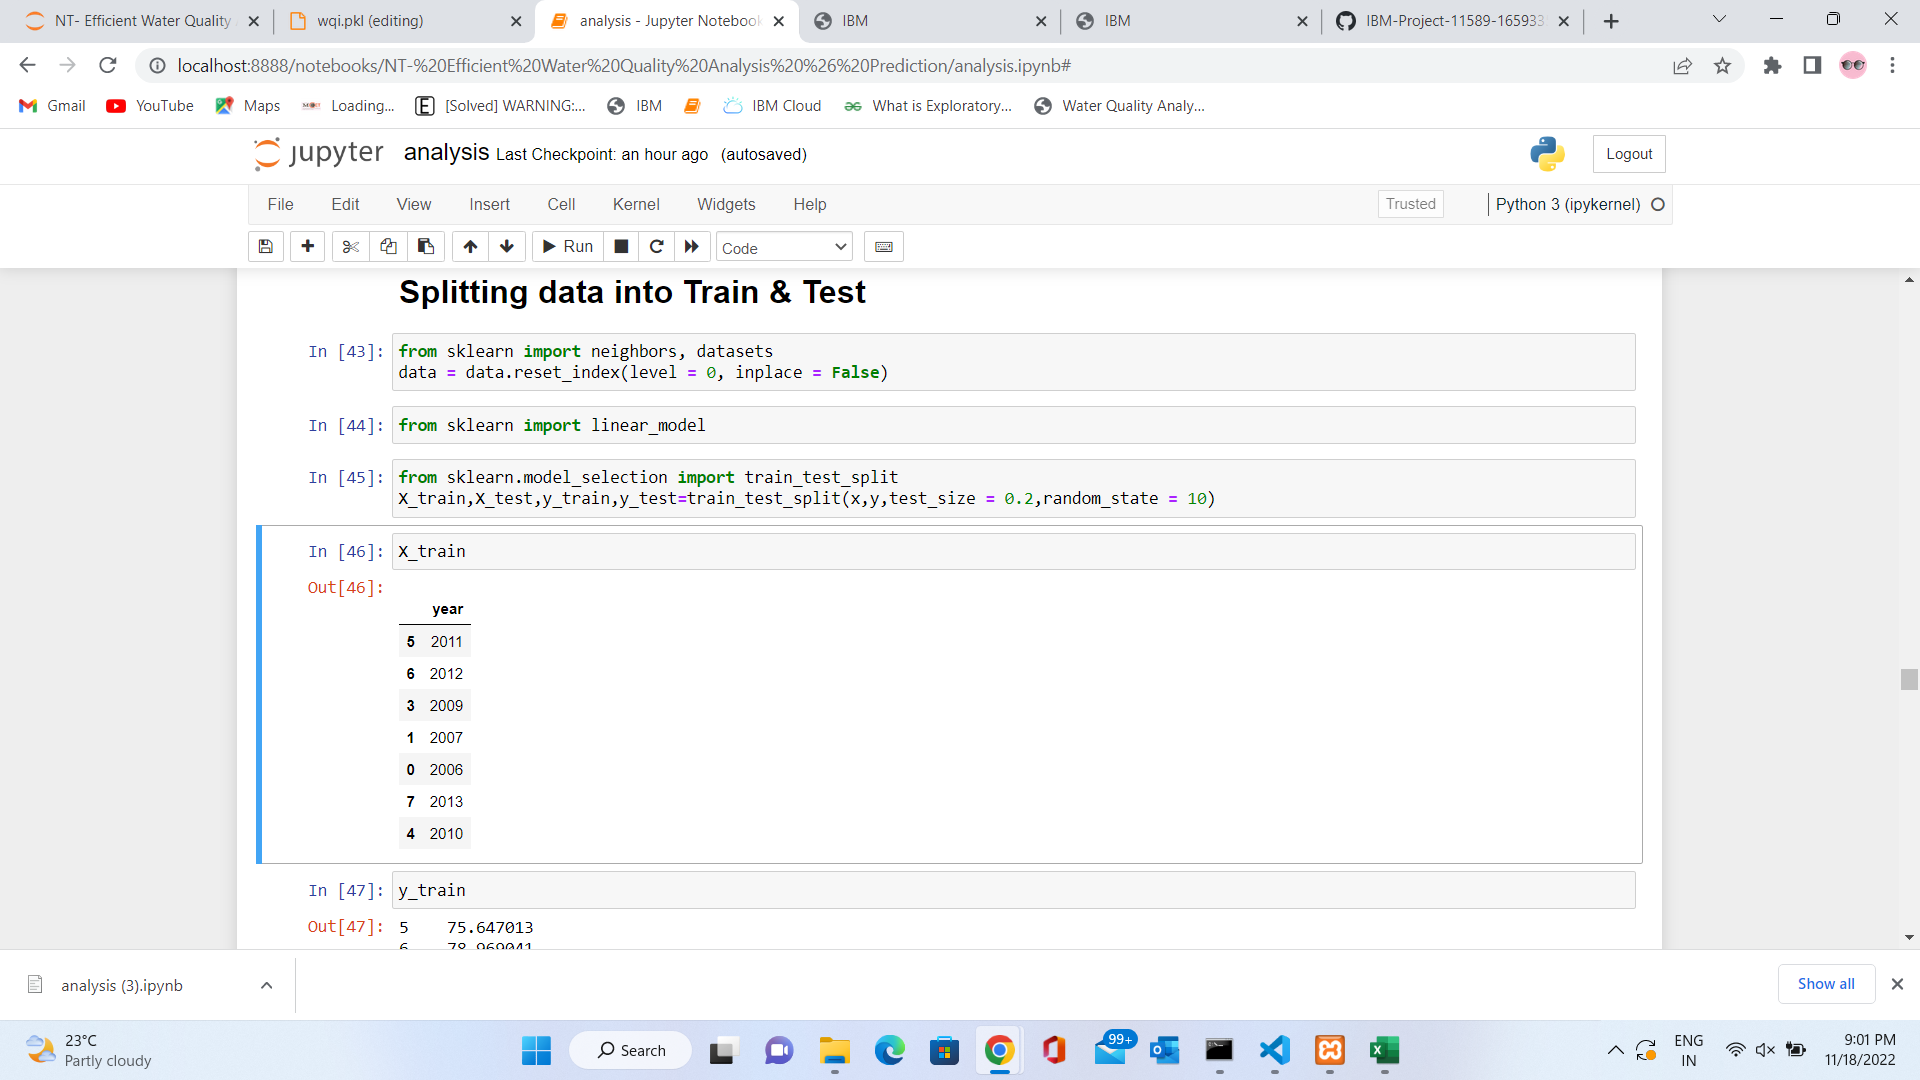 NT- Efficient Water Quality
wqi.pkl (editing)
analysis - Jupyter Notebook
IBM
IBM
IBM-Project-11589-165933
localhost:8888/notebooks/NT-%20Efficient%20Water%20Quality%20Analysis%20%26%20Prediction/analysis.ipynb#
Gmail
YouTube
Maps
Loading...
[Solved] WARNING:...
IBM
IBM Cloud
What is Exploratory...
Water Quality Analy...
jupyter analysis Last Checkpoint: an hour ago (autosaved)
Logout
File Edit View Insert Cell Kernel Widgets Help
Trusted
Python 3 (ipykernel)
Run
Code
Splitting data into Train & Test
In [43]: from sklearn import neighbors, datasets
data = data.reset_index(level = 0, inplace = False)
In [44]: from sklearn import linear_model
In [45]: from sklearn.model_selection import train_test_split
X_train,X_test,y_train,y_test=train_test_split(x,y,test_size = 0.2,random_state = 10)
In [46]: X_train
Out[46]:
year
5 2011
6 2012
3 2009
1 2007
0 2006
7 2013
4 2010
In [47]: y_train
Out[47]: 5 75.647013
6 78.969041
analysis (3).ipynb
Show all
23°C
Partly cloudy
Search
99+
ENG
IN
9:01 PM
11/18/2022